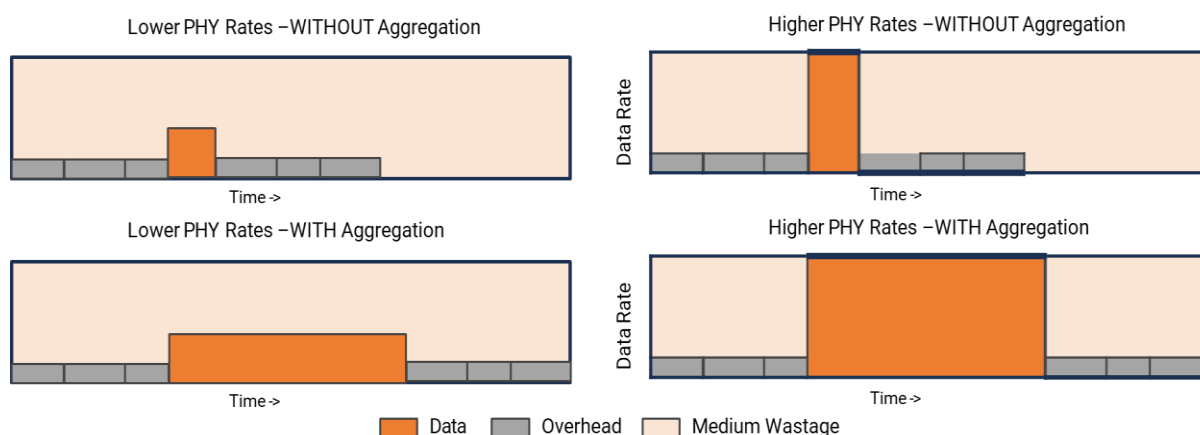 Lower PHY Rates –WITHOUT Aggregation
Time ->
Higher PHY Rates –WITHOUT Aggregation
Data Rate
Time ->
Lower PHY Rates –WITH Aggregation
Time ->
Higher PHY Rates –WITH Aggregation
Data Rate
Time ->
Data
Overhead
Medium Wastage